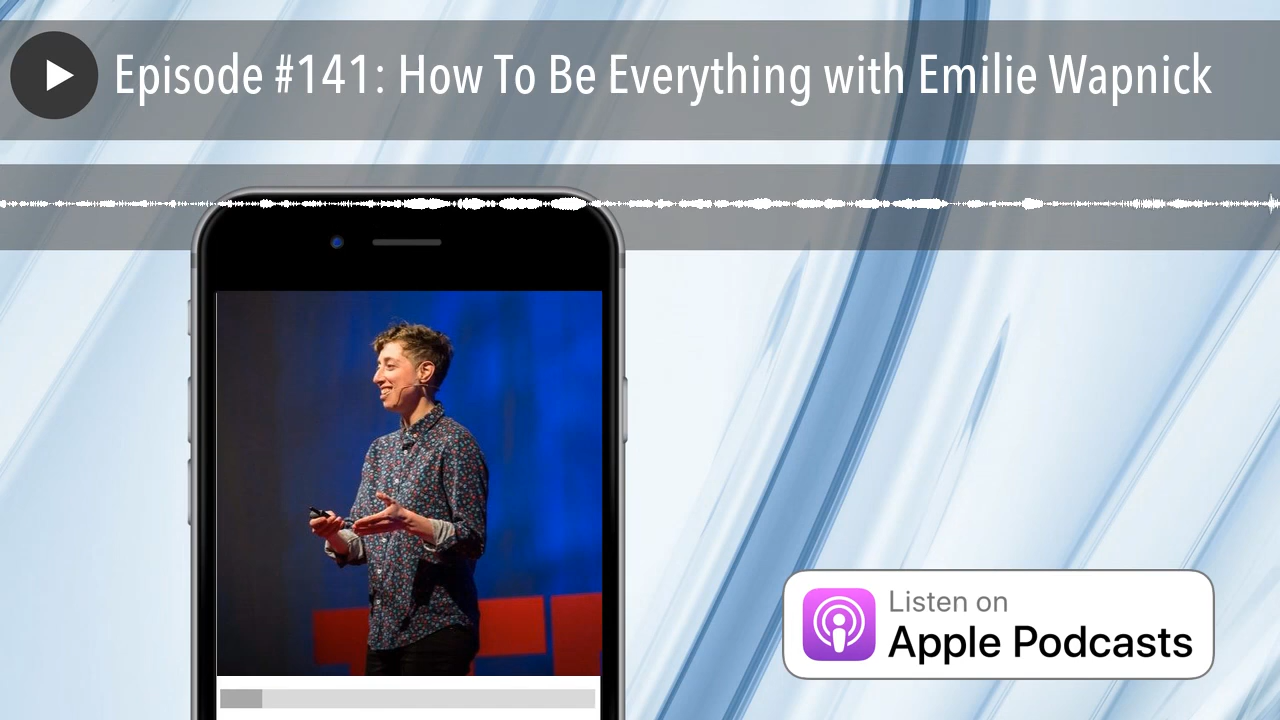 Episode #141: How To Be Everything with Emilie Wapnick
Listen on
Apple Podcasts